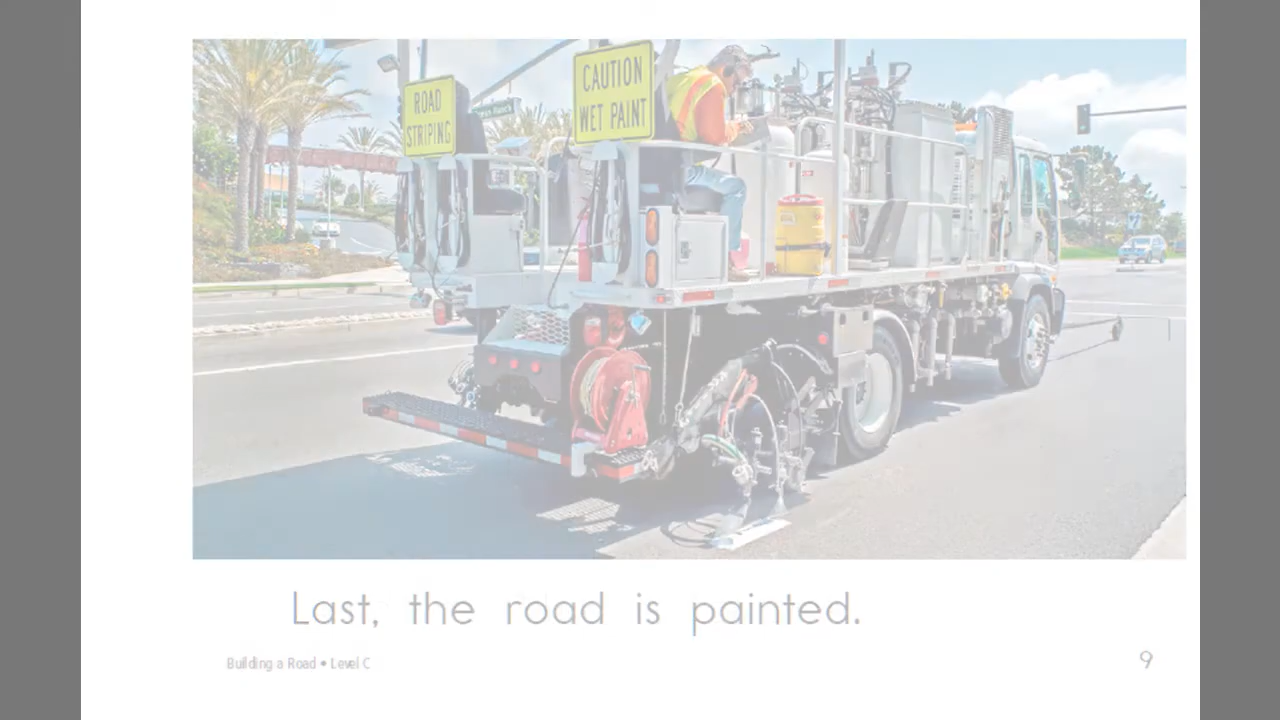 ROAD
STRIPING
CAUTION
WET PAINT
Last, the road is painted.
Building a Road • Level C
9